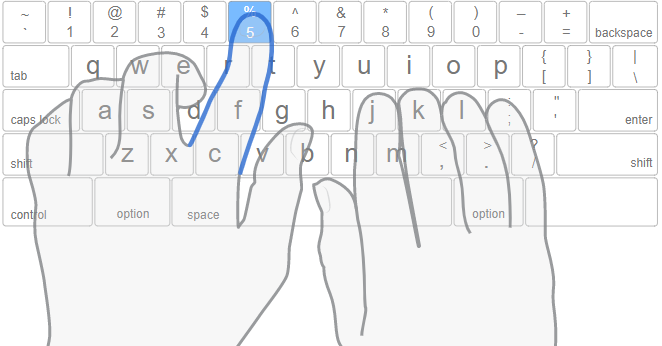 ~ ! @ # $ % ^ & * ( ) – +
` 1 2 3 4 5 6 7 8 9 0 - = backspace
tab q w e r t y u i o p { [ } ] | \
caps lock a s d f g h j k l : ; " ' enter
shift z x c v b n m < , > . ? / shift
control option space option